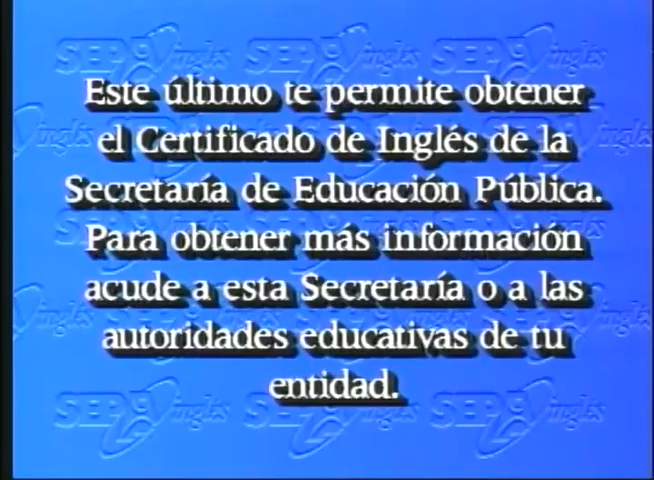 Este último te permite obtener
el Certificado de Inglés de la
Secretaría de Educación Pública.
Para obtener más información
acude a esta Secretaría o a las
autoridades educativas de tu
entidad.